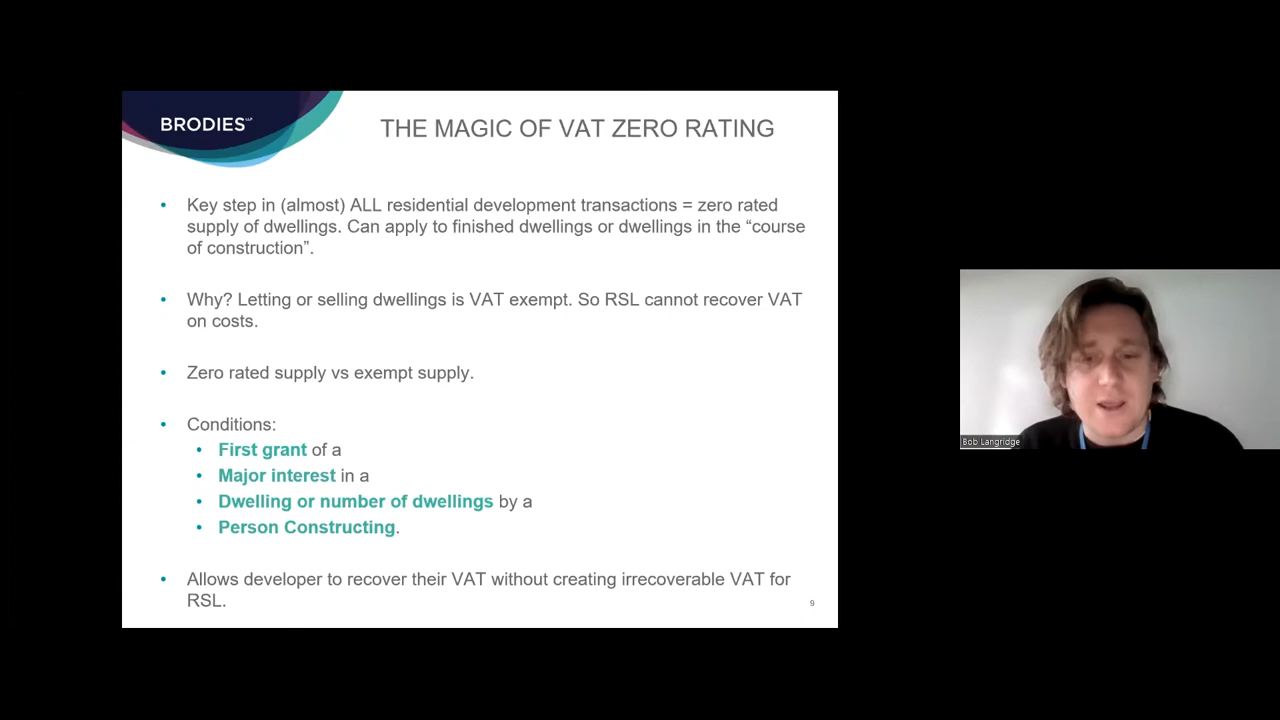 BRODIES LLP
THE MAGIC OF VAT ZERO RATING
• Key step in (almost) ALL residential development transactions = zero rated
supply of dwellings. Can apply to finished dwellings or dwellings in the “course
of construction”.
• Why? Letting or selling dwellings is VAT exempt. So RSL cannot recover VAT
on costs.
• Zero rated supply vs exempt supply.
• Conditions:
• First grant of a
• Major interest in a
• Dwelling or number of dwellings by a
• Person Constructing.
• Allows developer to recover their VAT without creating irrecoverable VAT for
RSL.
9
Bob Langridge